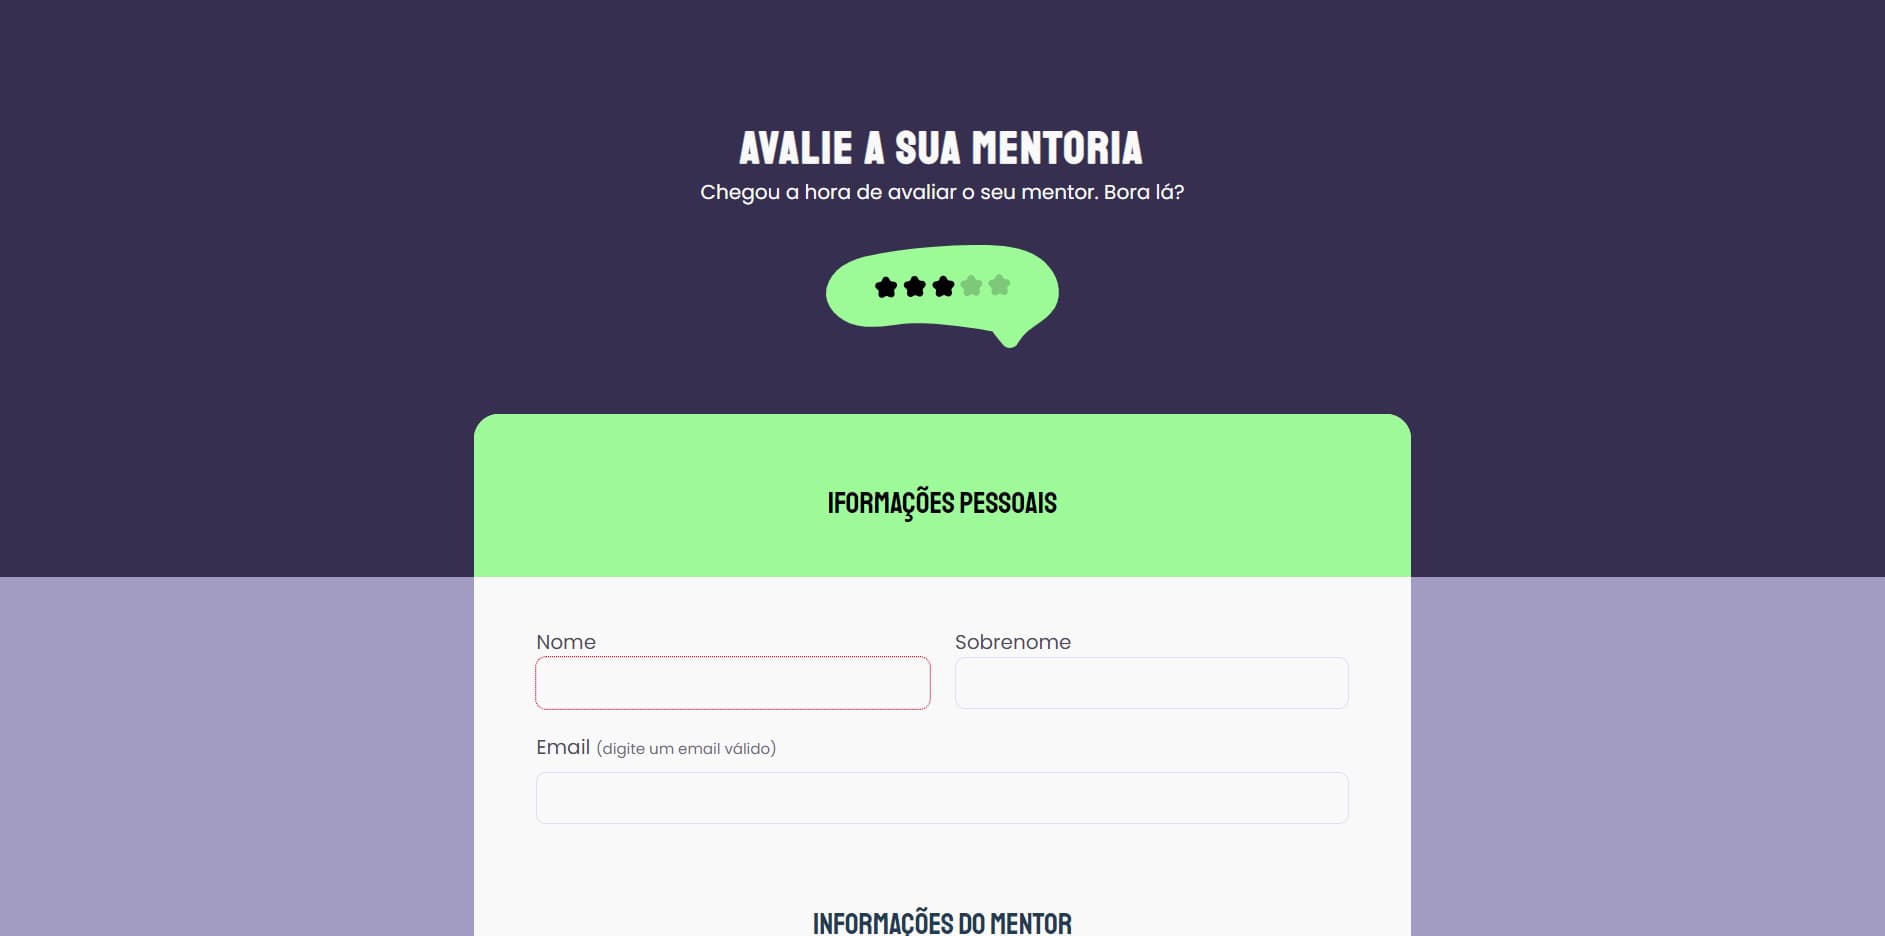 AVALIE A SUA MENTORIA
Chegou a hora de avaliar o seu mentor. Bora lá?
IFORMAÇÕES PESSOAIS
Nome
Sobrenome
Email (digite um email válido)
INFORMAÇÕES DO MENTOR